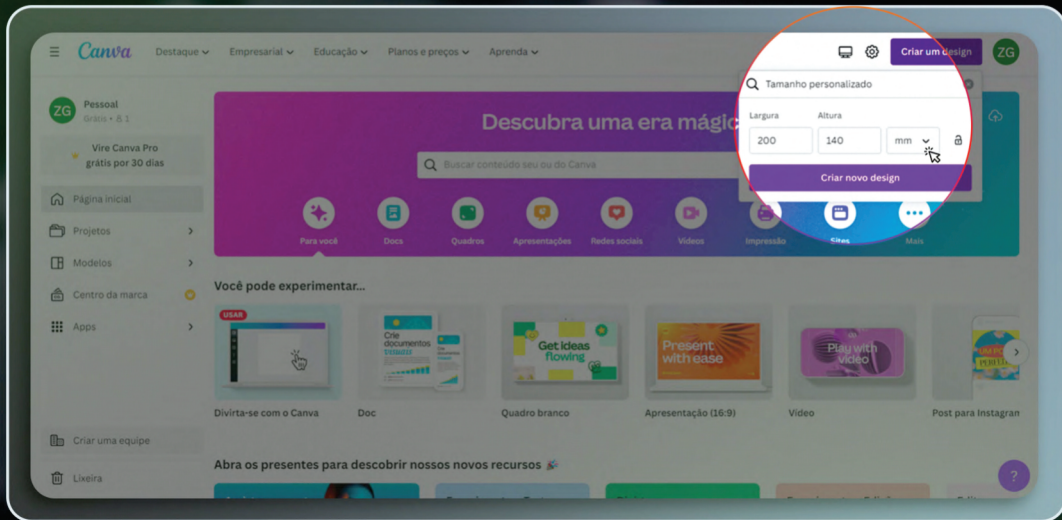 Canva
Destaque
Empresarial
Educação
Planos e preços
Aprenda
Criar um design
ZG
Tamanho personalizado
Largura
Altura
200
140
mm
Criar novo design
ZG
Pessoal
Grátis • 8.1
Vire Canva Pro
grátis por 30 dias
Página inicial
Projetos
Modelos
Centro da marca
Apps
Criar uma equipe
Lixeira
Descubra uma era mágic
Buscar conteúdo seu ou do Canva
Para você
Docs
Quadros
Apresentações
Redes sociais
Vídeos
Impressão
Sites
Mais
Você pode experimentar...
USAR
Crie
documentos
Get ideas
flowing
Present
with ease
Play with
video
Divirta-se com o Canva
Doc
Quadro branco
Apresentação (16:9)
Vídeo
Post para Instagran
Abra os presentes para descobrir nossos novos recursos 🎉
?